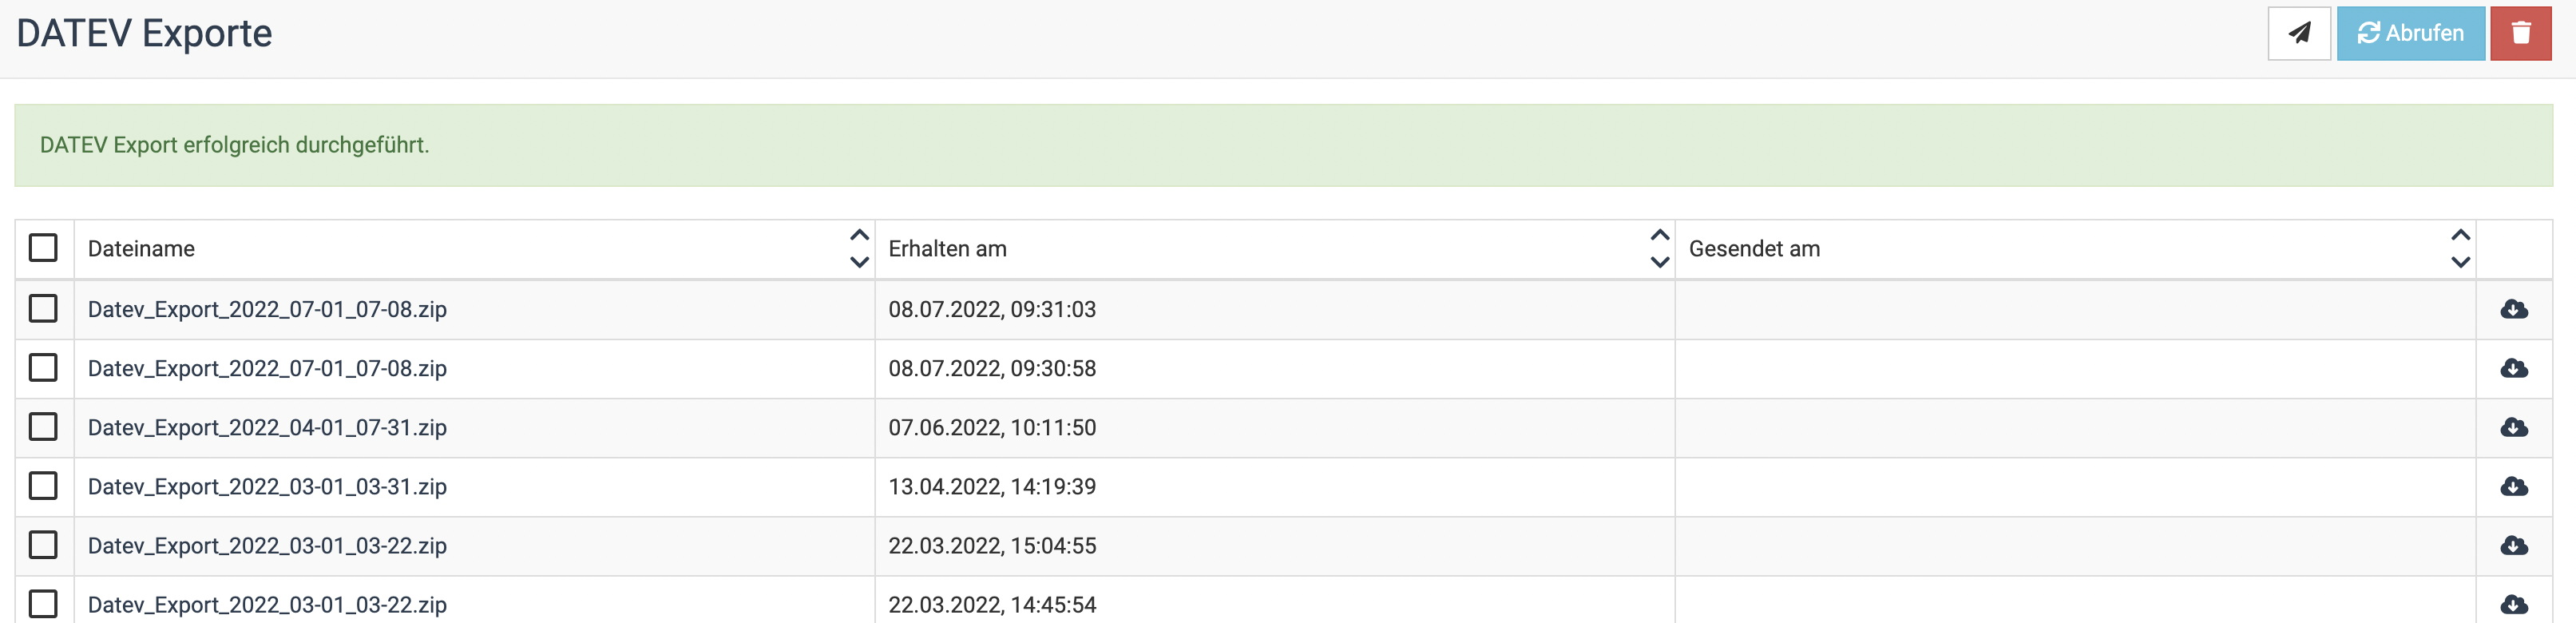 DATEV Exporte
Abrufen
DATEV Export erfolgreich durchgeführt.
Dateiname Erhalten am Gesendet am
Datev_Export_2022_07-01_07-08.zip 08.07.2022, 09:31:03
Datev_Export_2022_07-01_07-08.zip 08.07.2022, 09:30:58
Datev_Export_2022_04-01_07-31.zip 07.06.2022, 10:11:50
Datev_Export_2022_03-01_03-31.zip 13.04.2022, 14:19:39
Datev_Export_2022_03-01_03-22.zip 22.03.2022, 15:04:55
Datev_Export_2022_03-01_03-22.zip 22.03.2022, 14:45:54